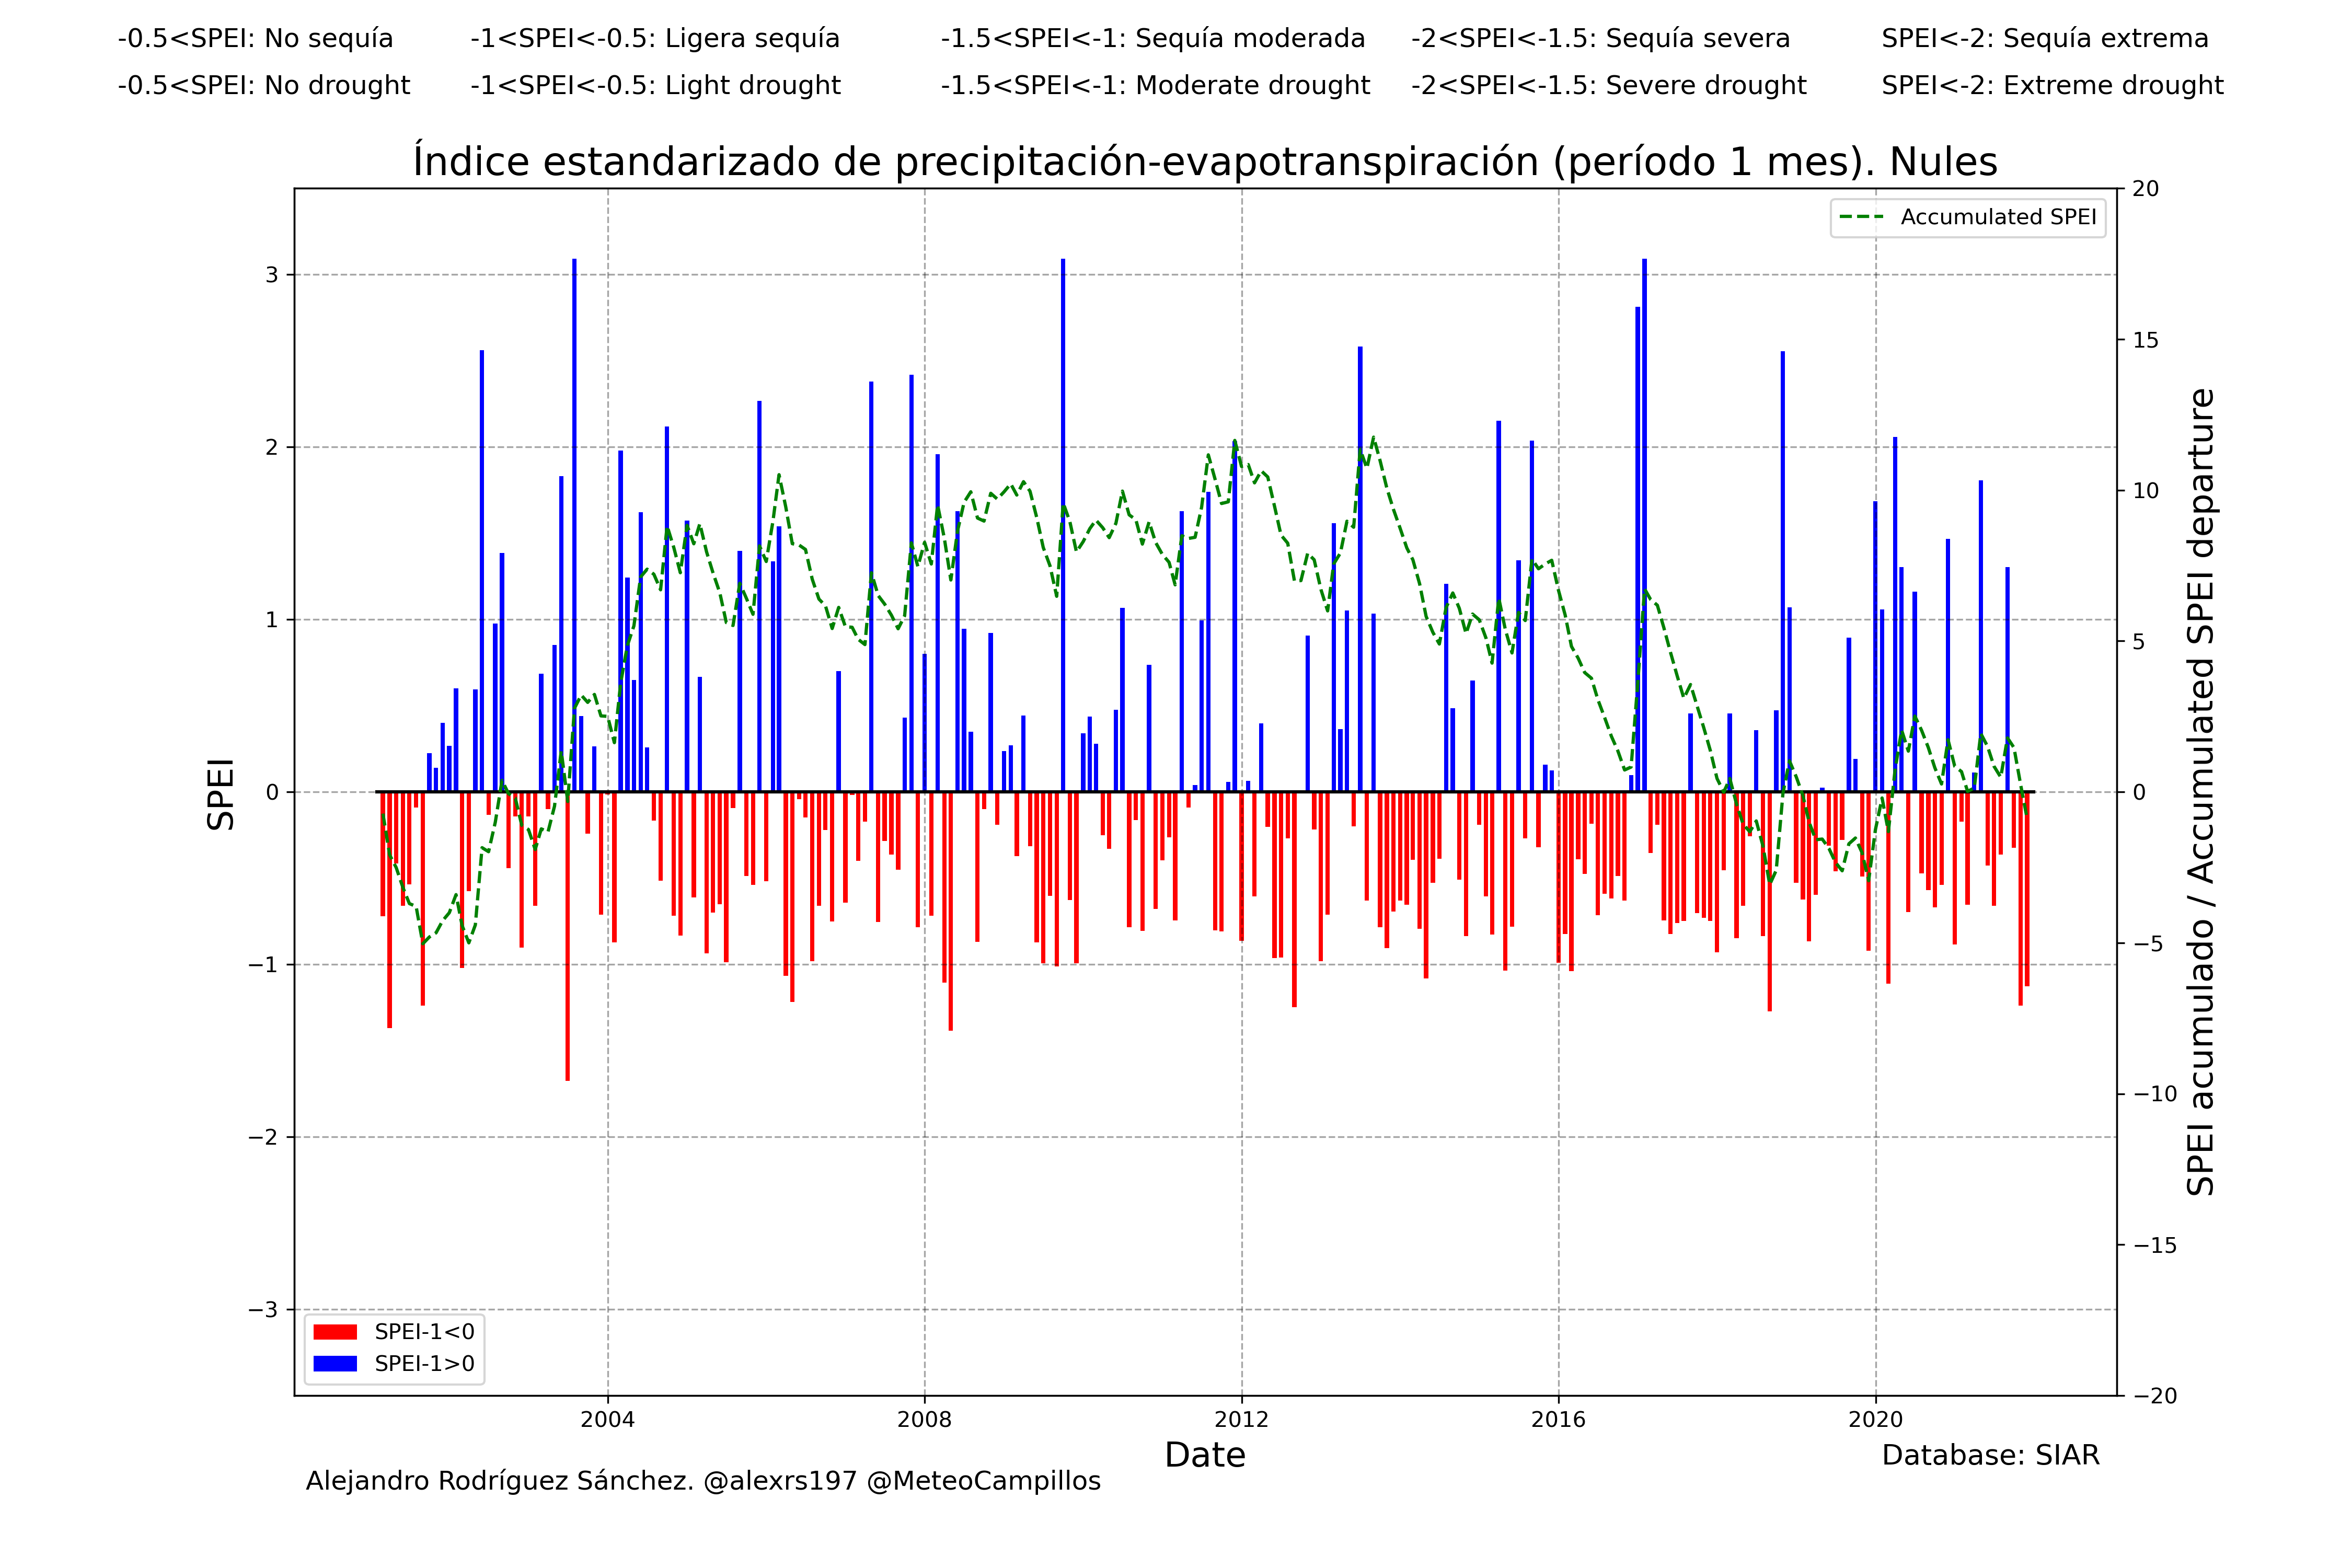 -0.5<SPEI: No sequía -1<SPEI<-0.5: Ligera sequía -1.5<SPEI<-1: Sequía moderada -2<SPEI<-1.5: Sequía severa SPEI<-2: Sequía extrema
-0.5<SPEI: No drought -1<SPEI<-0.5: Light drought -1.5<SPEI<-1: Moderate drought -2<SPEI<-1.5: Severe drought SPEI<-2: Extreme drought
Índice estandarizado de precipitación-evapotranspiración (período 1 mes). Nules
Accumulated SPEI
SPEI
3
2
1
0
−1
−2
−3
20
15
10
5
0
−5
−10
−15
−20
SPEI acumulado / Accumulated SPEI departure
SPEI-1<0
SPEI-1>0
2004 2008 2012 2016 2020
Date
Database: SIAR
Alejandro Rodríguez Sánchez. @alexrs197 @MeteoCampillos